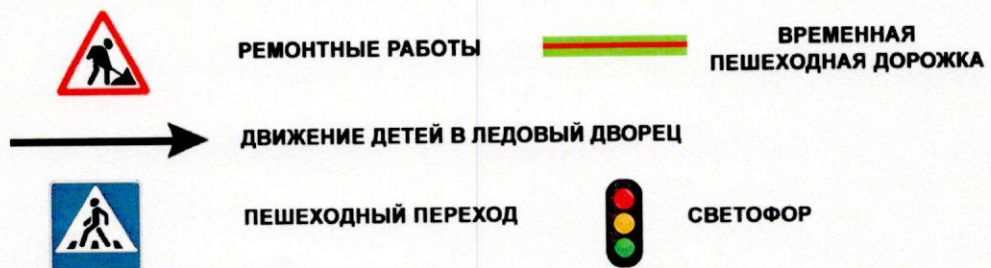 РЕМОНТНЫЕ РАБОТЫ
ВРЕМЕННАЯ
ПЕШЕХОДНАЯ ДОРОЖКА
ДВИЖЕНИЕ ДЕТЕЙ В ЛЕДОВЫЙ ДВОРЕЦ
ПЕШЕХОДНЫЙ ПЕРЕХОД
СВЕТОФОР